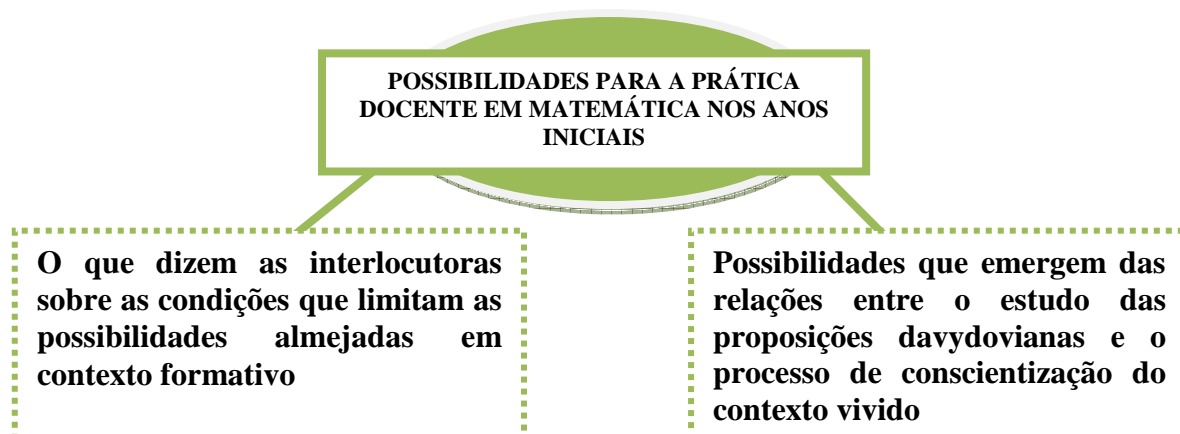 POSSIBILIDADES PARA A PRÁTICA
DOCENTE EM MATEMÁTICA NOS ANOS
INICIAIS
O que dizem as interlocutoras
sobre as condições que limitam as
possibilidades almejadas em
contexto formativo
Possibilidades que emergem das
relações entre o estudo das
proposições davydovianas e o
processo de conscientização do
contexto vivido